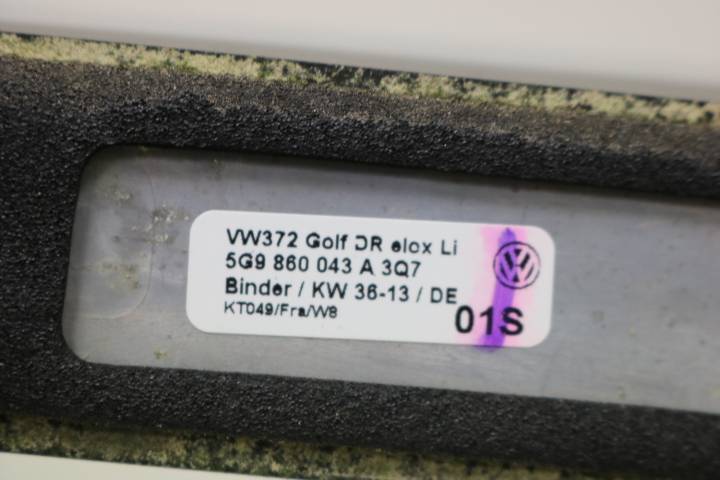 VW372 Golf DR elox Li
5G9 860 043 A 3Q7
Binder / KW 36-13 / DE
KT049/Fra/W8
01S